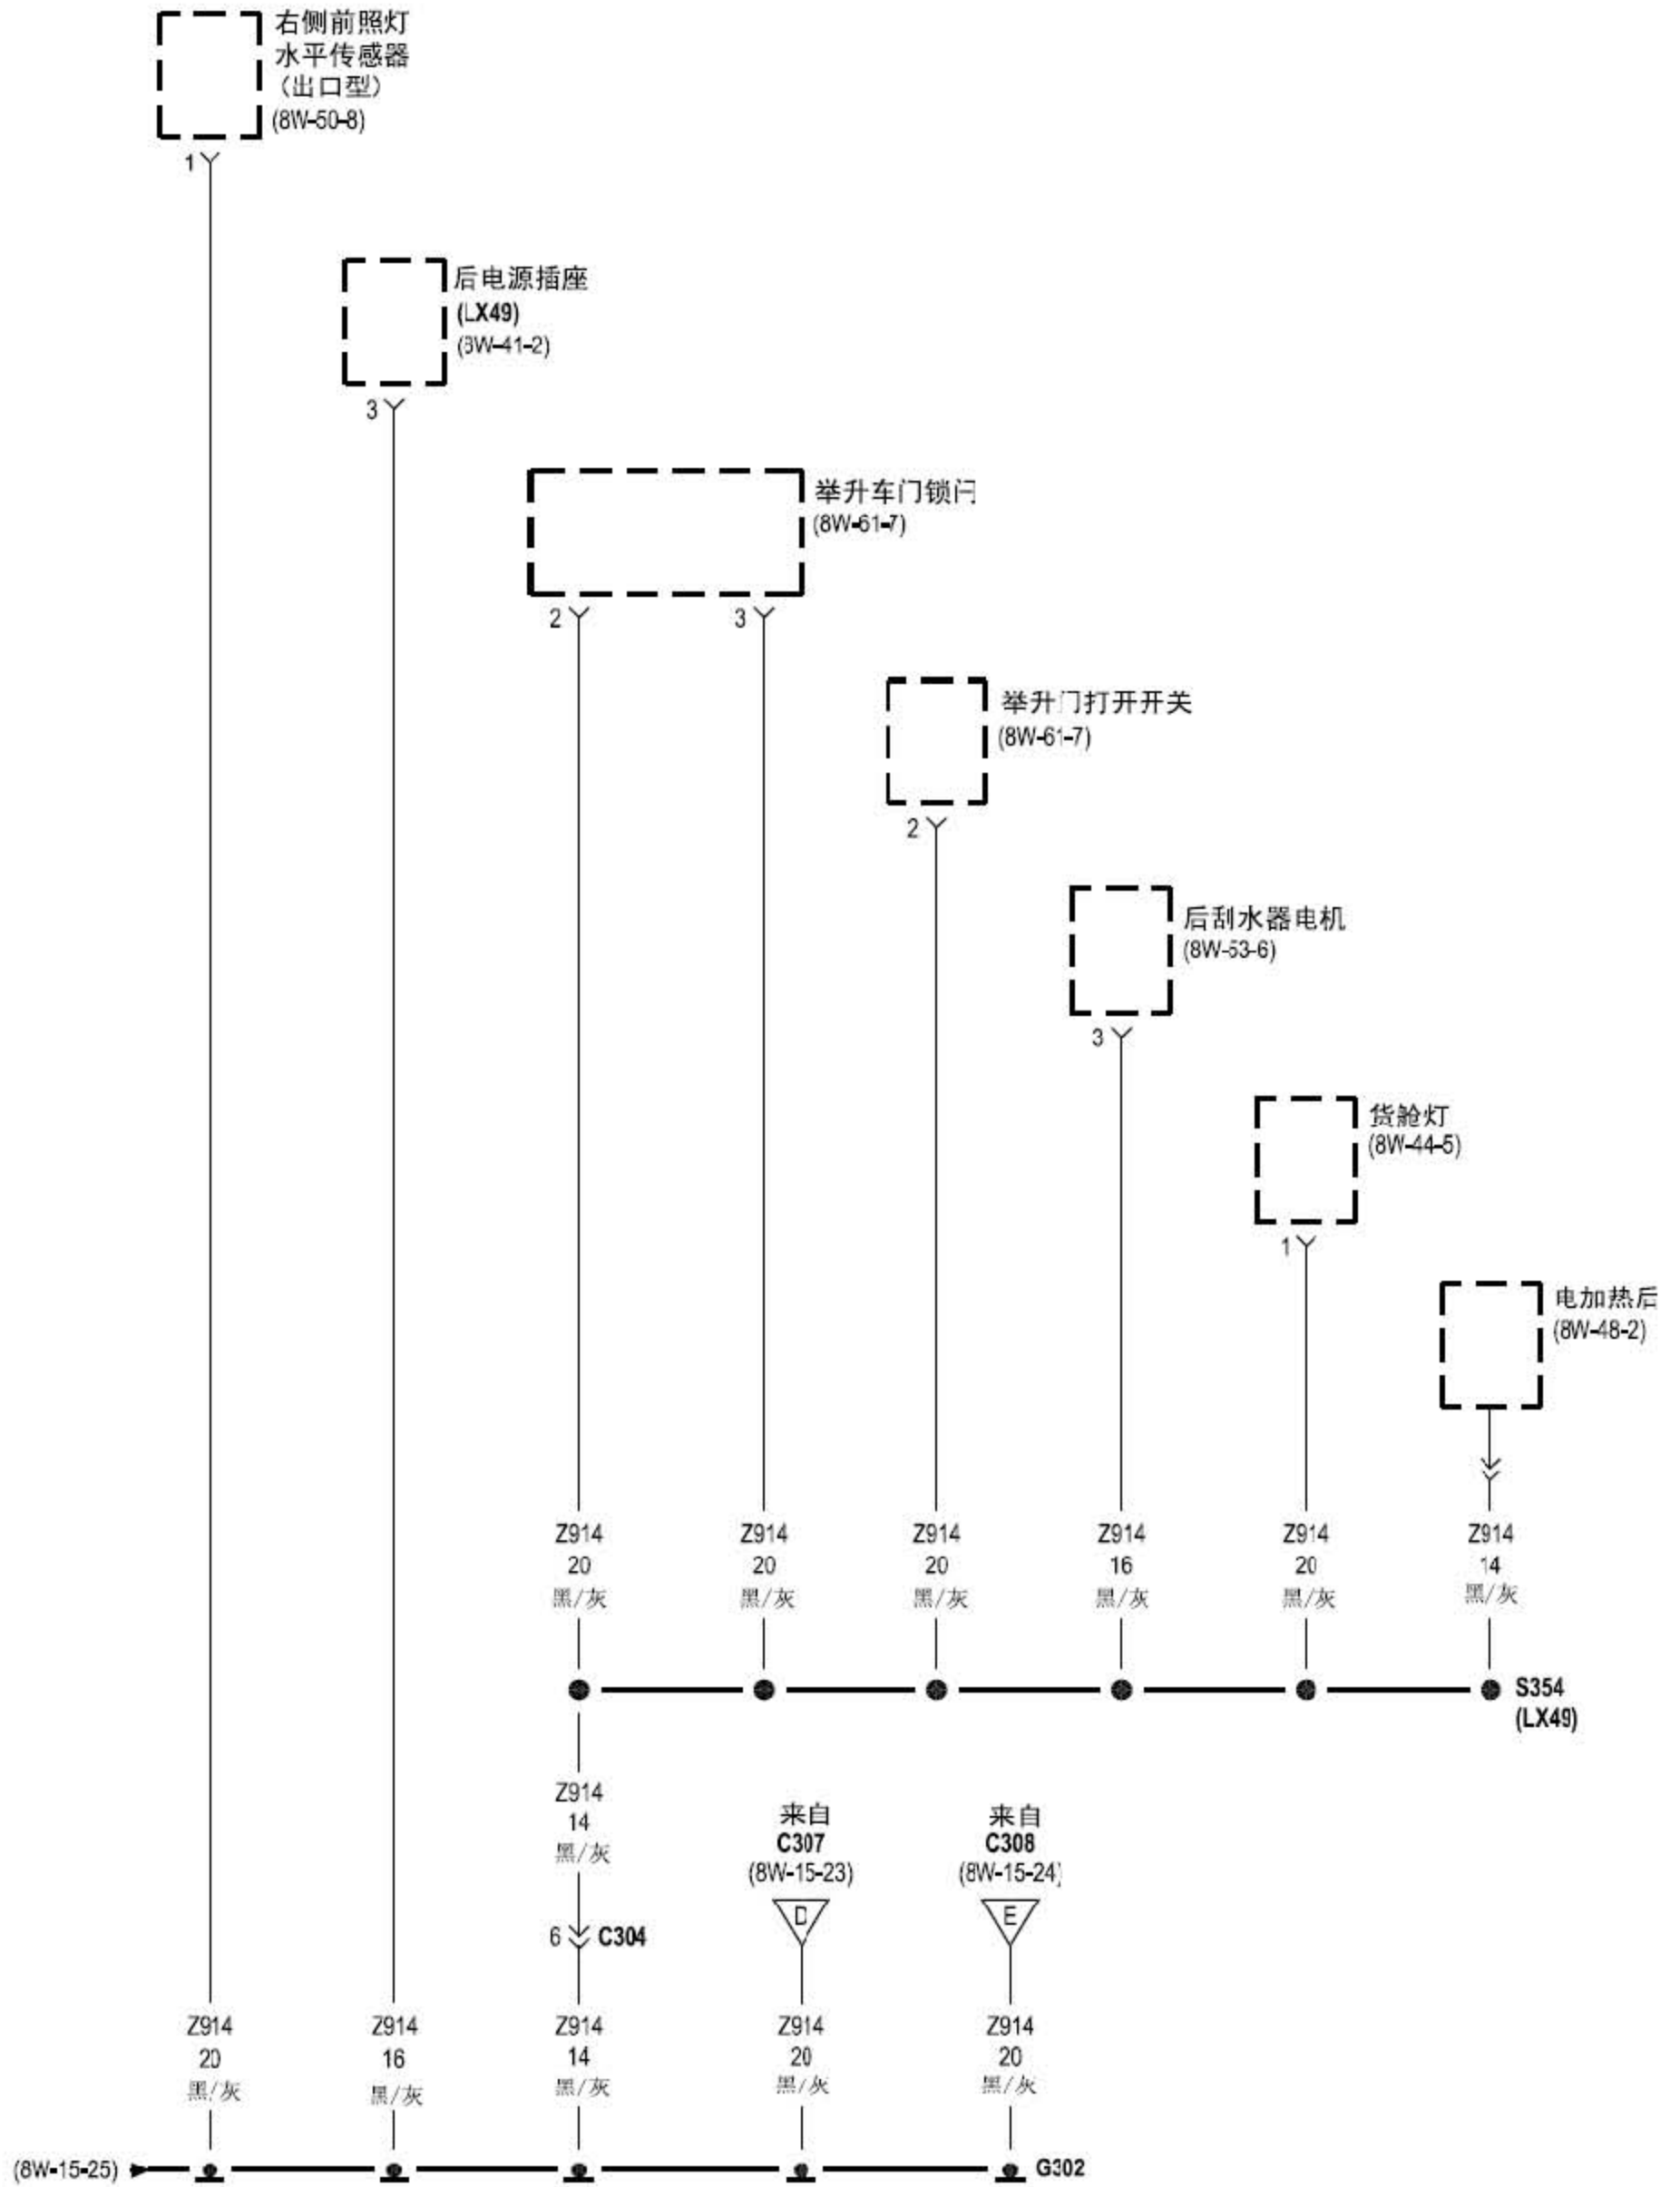 右侧前照灯
水平传感器
（出口型）
(8W-50-8)
1
后电源插座
(LX49)
(8W-41-2)
3
举升车门锁闩
(8W-61-7)
2
3
举升门打开开关
(8W-61-7)
2
后刮水器电机
(8W-53-6)
3
货舱灯
(8W-44-5)
1
电加热后
(8W-48-2)
Z914 Z914 Z914 Z914 Z914 Z914
20 20 20 16 20 14
黑/灰 黑/灰 黑/灰 黑/灰 黑/灰 黑/灰
S354
(LX49)
Z914
14
黑/灰
6 C304
来自
C307
(8W-15-23)
D
来自
C308
(8W-15-24)
E
Z914 Z914 Z914 Z914 Z914
20 16 14 20 20
黑/灰 黑/灰 黑/灰 黑/灰 黑/灰
(8W-15-25)
G302